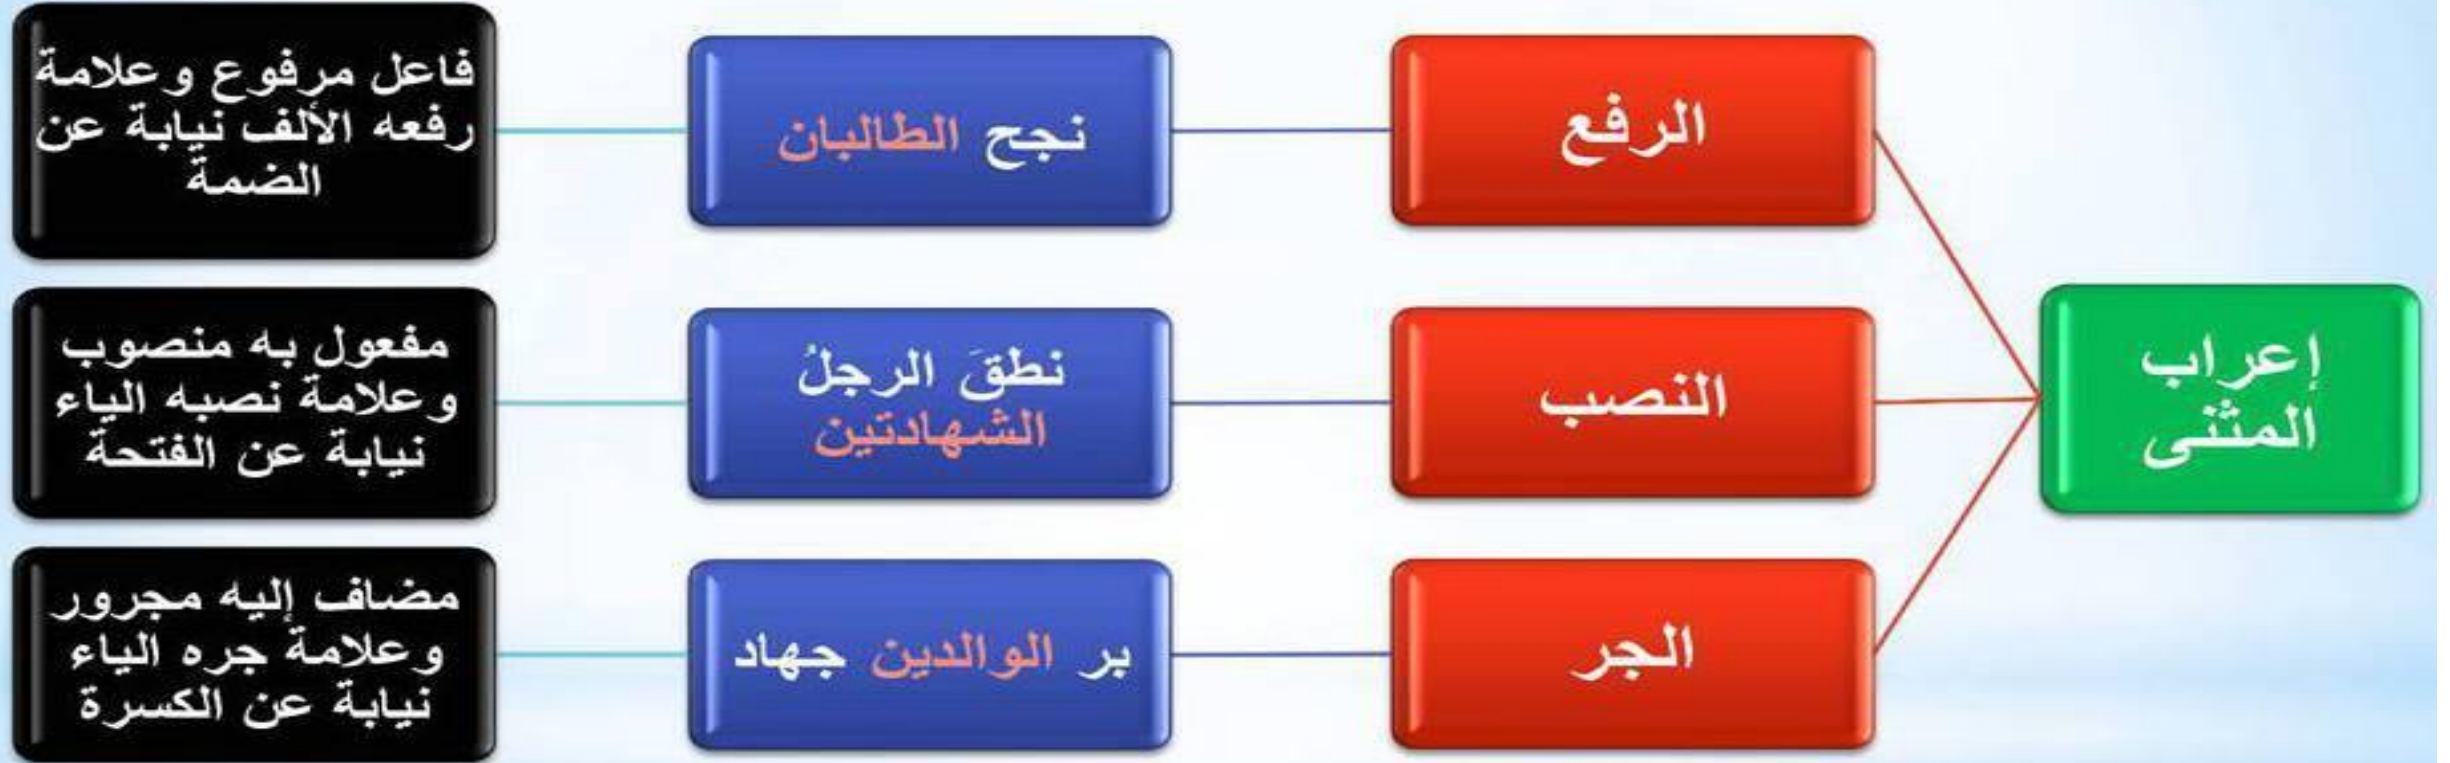 إعراب
المثنى
الرفع
نجح الطالبان
فاعل مرفوع وعلامة
رفعه الألف نيابة عن
الضمة
النصب
نطقَ الرجلُ
الشهادتين
مفعول به منصوب
وعلامة نصبه الياء
نيابة عن الفتحة
الجر
بر الوالدين جهاد
مضاف إليه مجرور
وعلامة جره الياء
نيابة عن الكسرة